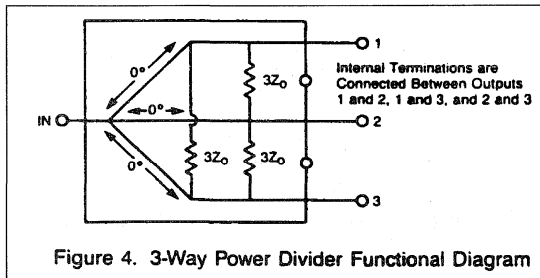 0°
1
3Z₀
Internal Terminations are
Connected Between Outputs
1 and 2, 1 and 3, and 2 and 3
IN
0°
2
0°
3Z₀
3Z₀
3
Figure 4. 3-Way Power Divider Functional Diagram